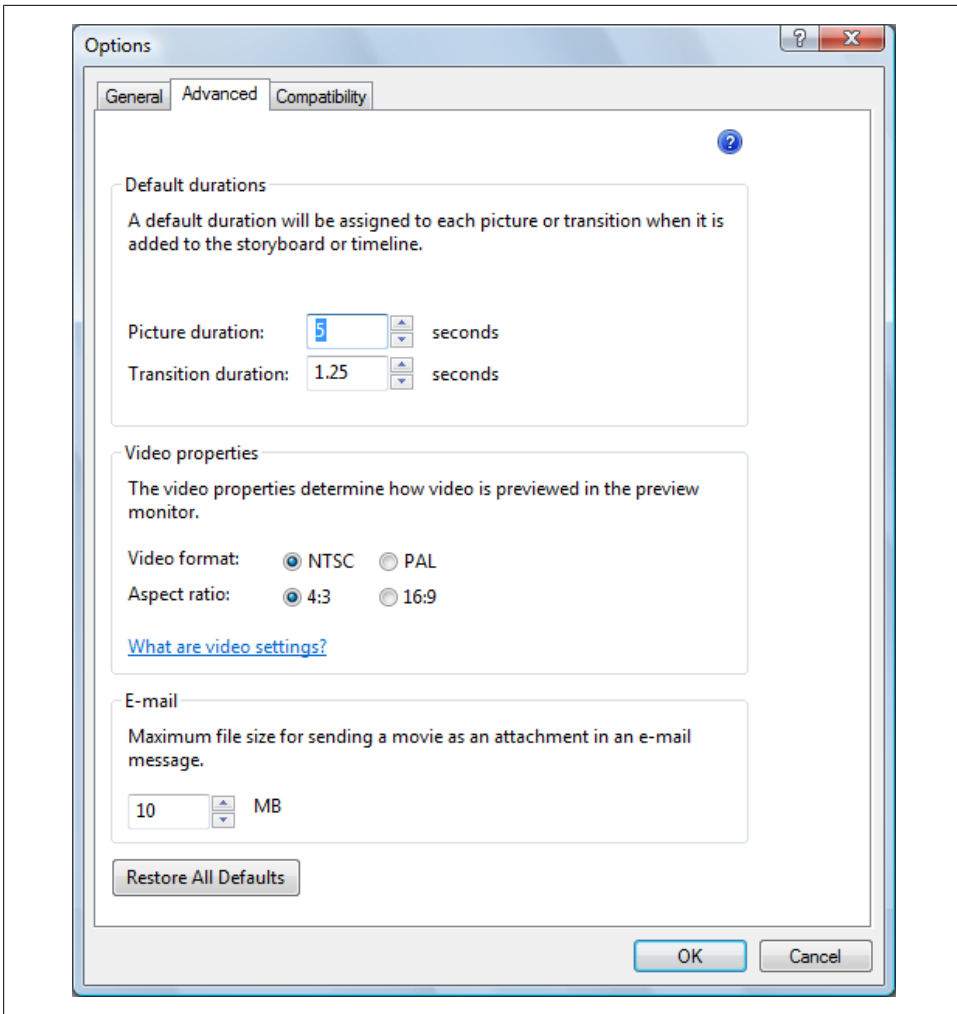 Options
General Advanced Compatibility
Default durations
A default duration will be assigned to each picture or transition when it is
added to the storyboard or timeline.
Picture duration: 5 seconds
Transition duration: 1.25 seconds
Video properties
The video properties determine how video is previewed in the preview
monitor.
Video format: NTSC PAL
Aspect ratio: 4:3 16:9
What are video settings?
E-mail
Maximum file size for sending a movie as an attachment in an e-mail
message.
10 MB
Restore All Defaults
OK Cancel